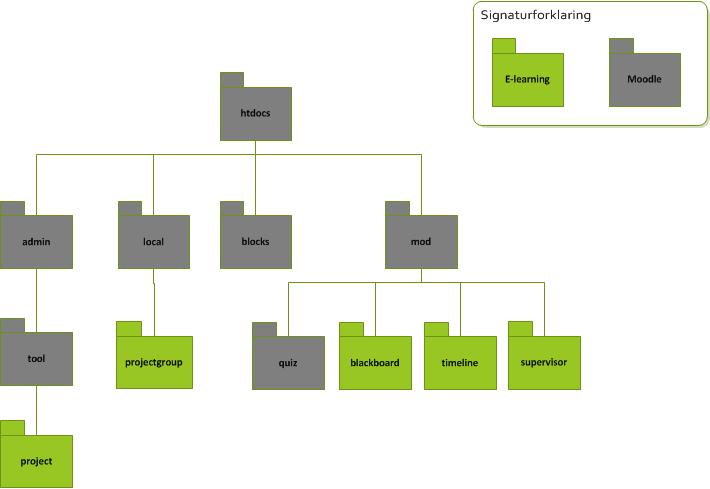 Signaturforklaring
E-learning
Moodle
htdocs
admin
local
blocks
mod
tool
projectgroup
quiz
blackboard
timeline
supervisor
project